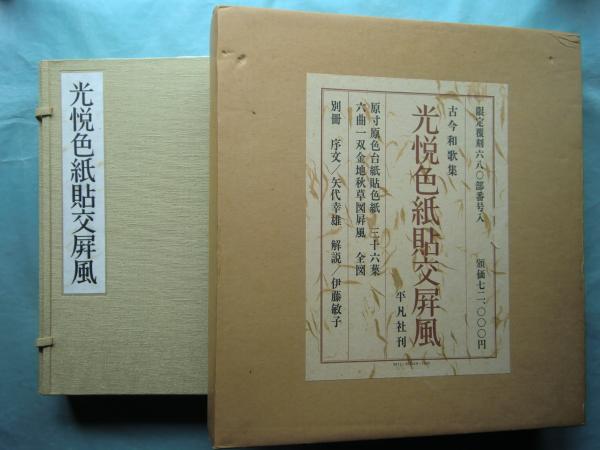 光悦色紙貼交屏風
限定覆刻六八〇部番号入　頒価七二、〇〇〇円
古今和歌集
光悦色紙貼交屏風
平凡社刊
原寸原色台紙貼色紙　三十六葉
六曲一双金地秋草図屏風　全図
別冊　序文／矢代幸雄　解説／伊藤敏子